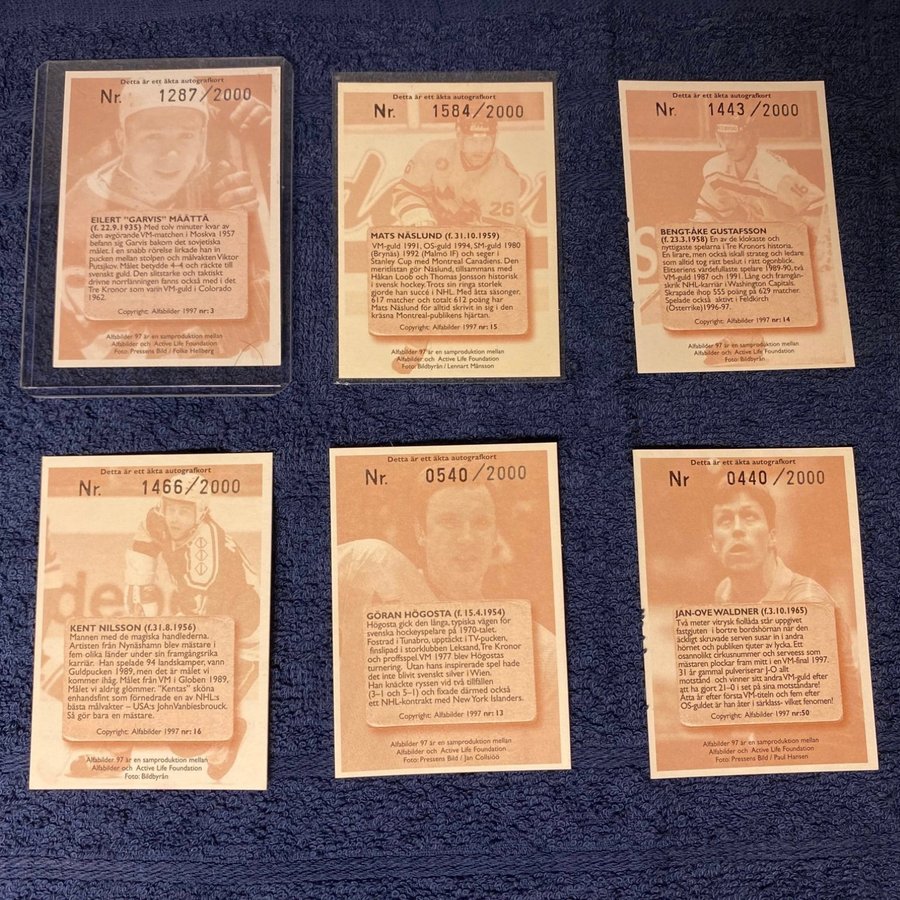 Detta är ett äkta autografkort
Nr. 1287/2000
EILERT "GARVIS" MÄÄTTÄ
(f. 22.9.1935) Med tolv minuter kvar av
den avgörande VM-matchen i Moskva 1957
befann sig Garvis bakom det sovjetiska
målet. I en snabb rörelse lirkade han in
pucken mellan stolpen och målvakten Viktor
Putsjkov. Målet betydde 4–4 och räckte till
svenskt guld. Den slitstarke och taktiskt
drivne norrlänningen fanns också med i det
Tre Kronor som vann VM-guld i Colorado
1962.
Copyright: Alfabilder 1997 nr: 3
Alfabilder 97 är en samproduktion mellan
Alfabilder och Active Life Foundation
Foto: Pressens Bild / Folke Hellberg
Detta är ett äkta autografkort
Nr. 1584/2000
MATS NÄSLUND (f. 31.10.1959)
VM-guld 1991, OS-guld 1994, SM-guld 1980
(Brynäs) 1992 (Malmö IF) och seger i
Stanley Cup med Montreal Canadiens. Den
meritlistan gör Näslund, tillsammans med
Håkan Loob och Thomas Jonsson historisk
i svensk hockey. Trots sin ringa storlek
gjorde han succé i NHL. Med åtta säsonger,
617 matcher och totalt 612 poäng har
Mats Näslund för alltid skrivit in sig i den
kräsna Montreal-publikens hjärtan.
Copyright: Alfabilder 1997 nr: 15
Alfabilder 97 är en samproduktion mellan
Alfabilder och Active Life Foundation
Foto: Bildbyrån / Lennart Månsson
Detta är ett äkta autografkort
Nr. 1443/2000
BENGT-ÅKE GUSTAFSSON
(f. 23.3.1958) En av de klokaste och
nyttigaste spelarna i Tre Kronors historia.
En lirare, men också iskall strateg och ledare
som alltid tog rätt beslut i rätt ögonblick.
Elitseriens värdefullaste spelare 1989-90, två
VM-guld 1987 och 1991. Lång och framgång-
skrik NHL-karriär i Washington Capitals.
Skrapade ihop 555 poäng på 629 matcher.
Spelade också aktivt i Feldkirch
(Österrike)1996-97.
Copyright: Alfabilder 1997 nr: 14
Alfabilder 97 är en samproduktion mellan
Alfabilder och Active Life Foundation
Foto: Bildbyrån
Detta är ett äkta autografkort
Nr. 1466/2000
KENT NILSSON (f.31.8.1956)
Mannen med de magiska handlederna.
Artisten från Nynäshamn blev mästare i
fem olika länder under sin framgångsrika
karriär. Han spelade 94 landskamper, vann
Guldpucken 1989, men det är målet vi
kommer ihåg. Målet från VM i Globen 1989,
Målet vi aldrig glömmer. "Kentas" sköna
enhandsfint som förnedrade en av NHL:s
bästa målvakter – USA:s JohnVanbiesbrouck.
Så gör bara en mästare.
Copyright: Alfabilder 1997 nr: 16
Alfabilder 97 är en samproduktion mellan
Alfabilder och Active Life Foundation
Foto: Bildbyrån
Detta är ett äkta autografkort
Nr. 0540/2000
GÖRAN HÖGOSTA (f. 15.4.1954)
Högosta gick den långa, typiska vägen för
svenska hockeyspelare på 1970-talet.
Fostrad i Tunabro, upptäckt i TV-pucken,
finslipad i storklubben Leksand, Tre Kronor
och proffsspel. VM 1977 blev Högostas
turnering. Utan hans inspirerade spel hade
det inte blivit svenskt silver i Wien.
Han knäckte ryssen vid två tillfällen
(3–1 och 5–1) och fixade därmed också
ett NHL-kontrakt med New York Islanders.
Copyright: Alfabilder 1997 nr: 13
Alfabilder 97 är en samproduktion mellan
Alfabilder och Active Life Foundation
Foto: Pressens Bild / Jan Collsiöö
Detta är ett äkta autografkort
Nr 0440/2000
JAN-OVE WALDNER (f.3.10.1965)
Två meter vitrysk fiollåda står uppgivet
fastgjuten i bortre bordshörnan när den
äckligt skruvade serven susar in i andra
hörnet och publiken tjuter av lycka. Ett
osannolikt cirkusnummer och serveess som
mästaren plockar fram mitt i en VM-final 1997.
31 år gammal pulveriserar J-O allt
motstånd och vinner sitt andra VM-guld efter
att ha gjort 21–0 i set på sina motståndare!
Åtta år efter första VM-titeln och fem efter
OS-guldet är han åter i särklass- vilket fenomen!
Copyright: Alfabilder 1997 nr:50
Alfabilder 97 är en samproduktion mellan
Alfabilder och Active Life Foundation
Foto: Pressens Bild / Paul Hansen
26
16